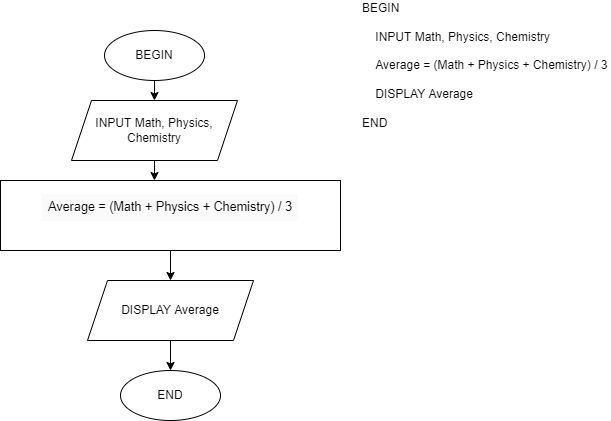 BEGIN
INPUT Math, Physics,
Chemistry
Average = (Math + Physics + Chemistry) / 3
DISPLAY Average
END
BEGIN
INPUT Math, Physics, Chemistry
Average = (Math + Physics + Chemistry) / 3
DISPLAY Average
END